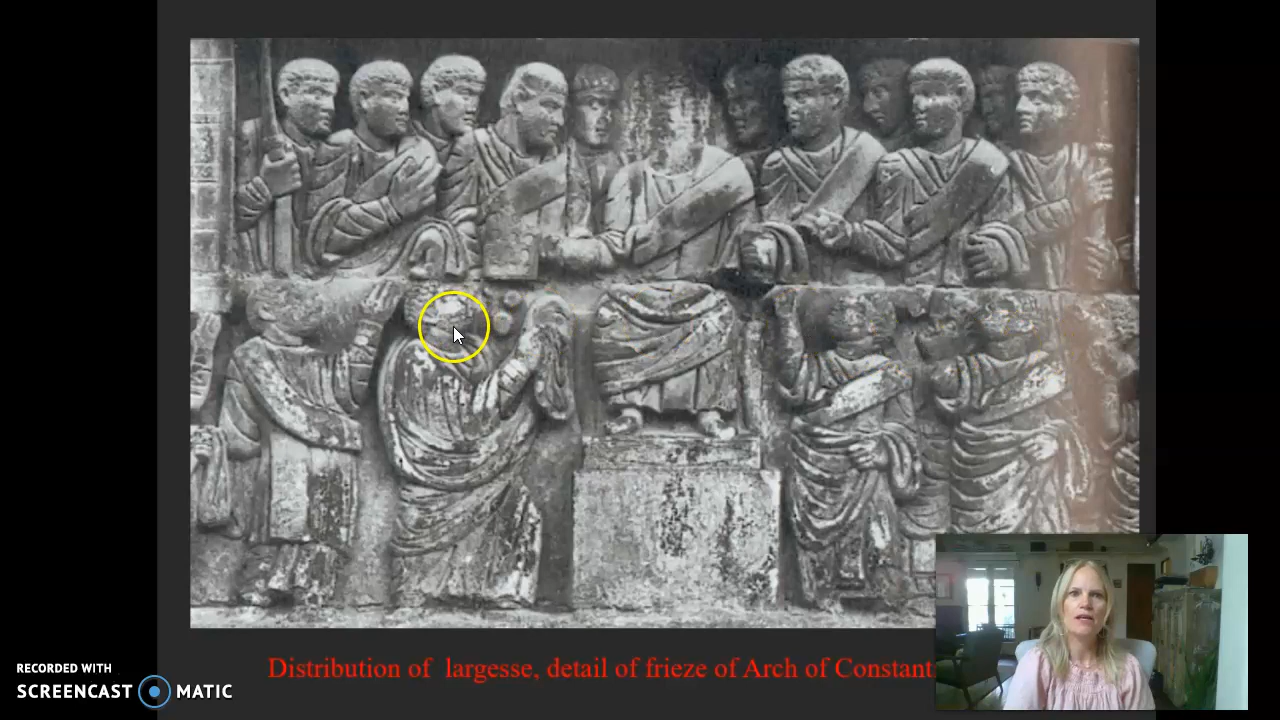 Distribution of largesse, detail of frieze of Arch of Constant
RECORDED WITH
SCREENCAST MATIC